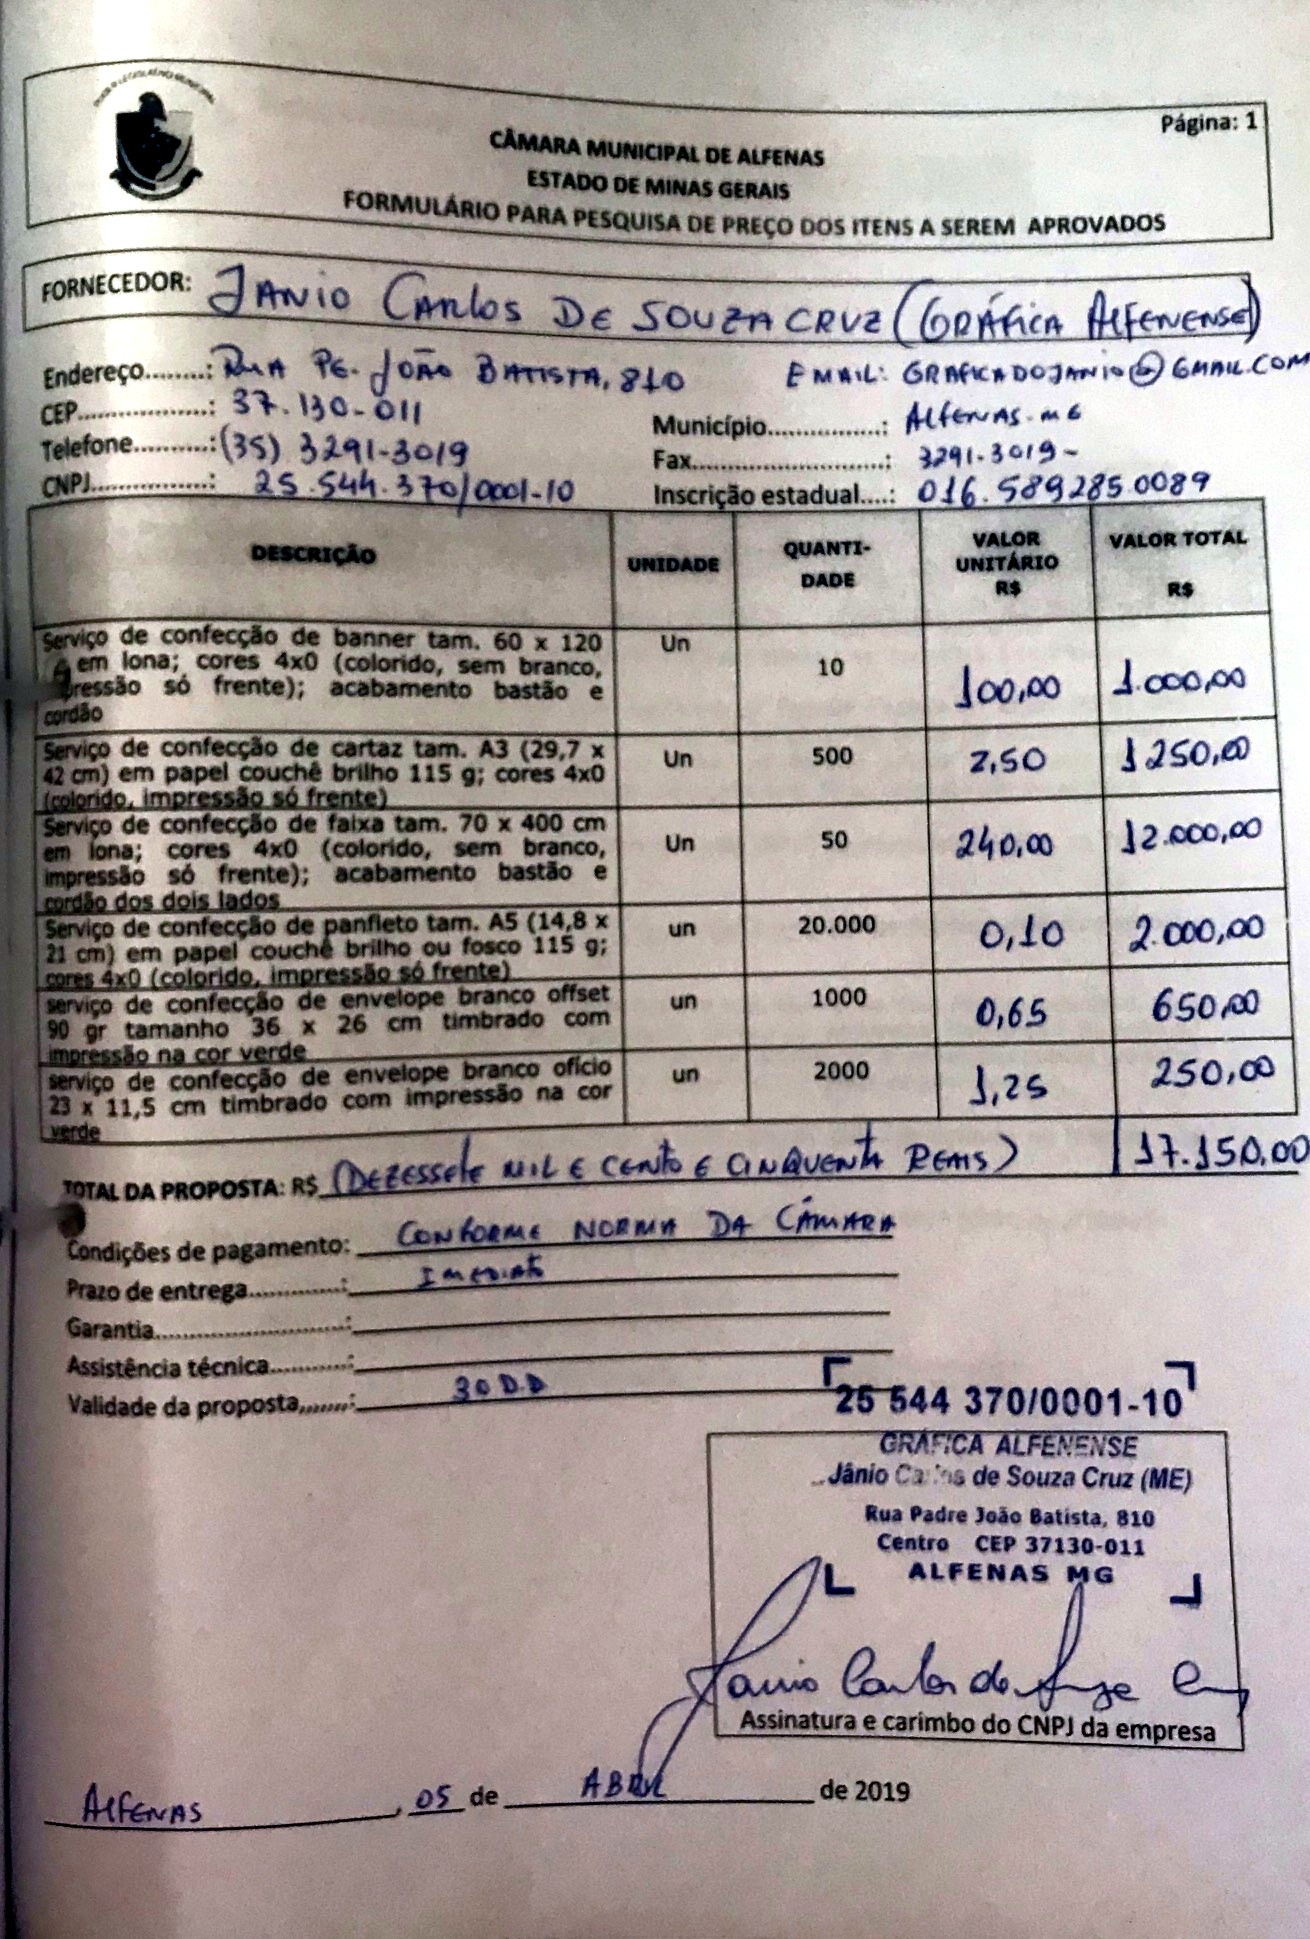 Página: 1
CÂMARA MUNICIPAL DE ALFENAS
ESTADO DE MINAS GERAIS
FORMULÁRIO PARA PESQUISA DE PREÇO DOS ITENS A SEREM APROVADOS
FORNECEDOR: JANIO CARLOS DE SOUZA CRUZ (GRÁFICA ALFENENSE)
Endereço........: RUA PE. JOÃO BATISTA, 810 EMAIL: GRAFICADOJANIO@GMAIL.COM
CEP..................: 37.130-011 Município................: ALFENAS-MG
Telefone..........: (35) 3291-3019 Fax...........................: 3291-3019-
CNPJ................: 25.544.370/0001-10 Inscrição estadual....: 016.589285.0089
DESCRIÇÃO UNIDADE QUANTI-DADE VALOR UNITÁRIO R$ VALOR TOTAL R$
Serviço de confecção de banner tam. 60 x 120 Un 10 100,00 1.000,00
em lona; cores 4x0 (colorido, sem branco,
pressão só frente); acabamento bastão e
cordão
Serviço de confecção de cartaz tam. A3 (29,7 x Un 500 2,50 1250,00
42 cm) em papel couchê brilho 115 g; cores 4x0
(colorido, impressão só frente)
Serviço de confecção de faixa tam. 70 x 400 cm Un 50 240,00 12.000,00
em lona; cores 4x0 (colorido, sem branco,
impressão só frente); acabamento bastão e
cordão dos dois lados
Serviço de confecção de panfleto tam. A5 (14,8 x un 20.000 0,10 2.000,00
21 cm) em papel couchê brilho ou fosco 115 g;
cores 4x0 (colorido, impressão só frente)
serviço de confecção de envelope branco offset un 1000 0,65 650,00
90 gr tamanho 36 x 26 cm timbrado com
impressão na cor verde
serviço de confecção de envelope branco ofício un 2000 1,25 250,00
23 x 11,5 cm timbrado com impressão na cor
verde
TOTAL DA PROPOSTA: R$ (DEZESSETE MIL E CENTO E CINQUENTA REAIS) 17.150,00
Condições de pagamento: CONFORME NORMA DA CÂMARA
Prazo de entrega.............: IMEDIATO
Garantia..........................:
Assistência técnica...........:
Validade da proposta,.......: 30 D.D
25 544 370/0001-10
GRÁFICA ALFENENSE
Jânio Carlos de Souza Cruz (ME)
Rua Padre João Batista, 810
Centro CEP 37130-011
ALFENAS MG
Janio Carlos de Souza Cruz
Assinatura e carimbo do CNPJ da empresa
ALFENAS, 05 de ABRIL de 2019